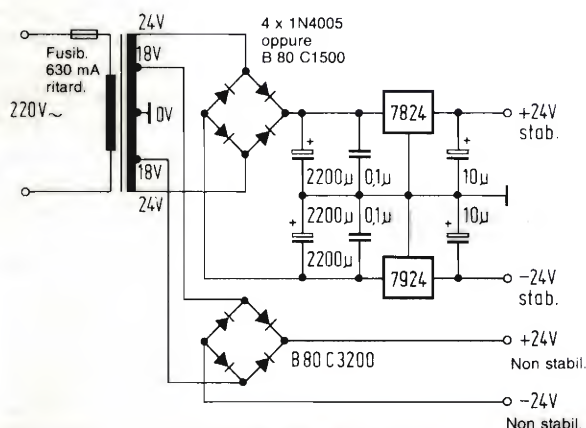 24V
18V
Fusib.
630 mA
ritard.
220V~
0V
18V
24V
4 x 1N4005
oppure
B 80 C1500
7824
+24V
stab.
+
2200µ
0,1µ
+
10µ
+
2200µ
2200µ
0,1µ
+
10µ
7924
-24V
stab.
+24V
B 80 C3200
Non stabil.
-24V
Non stabil.